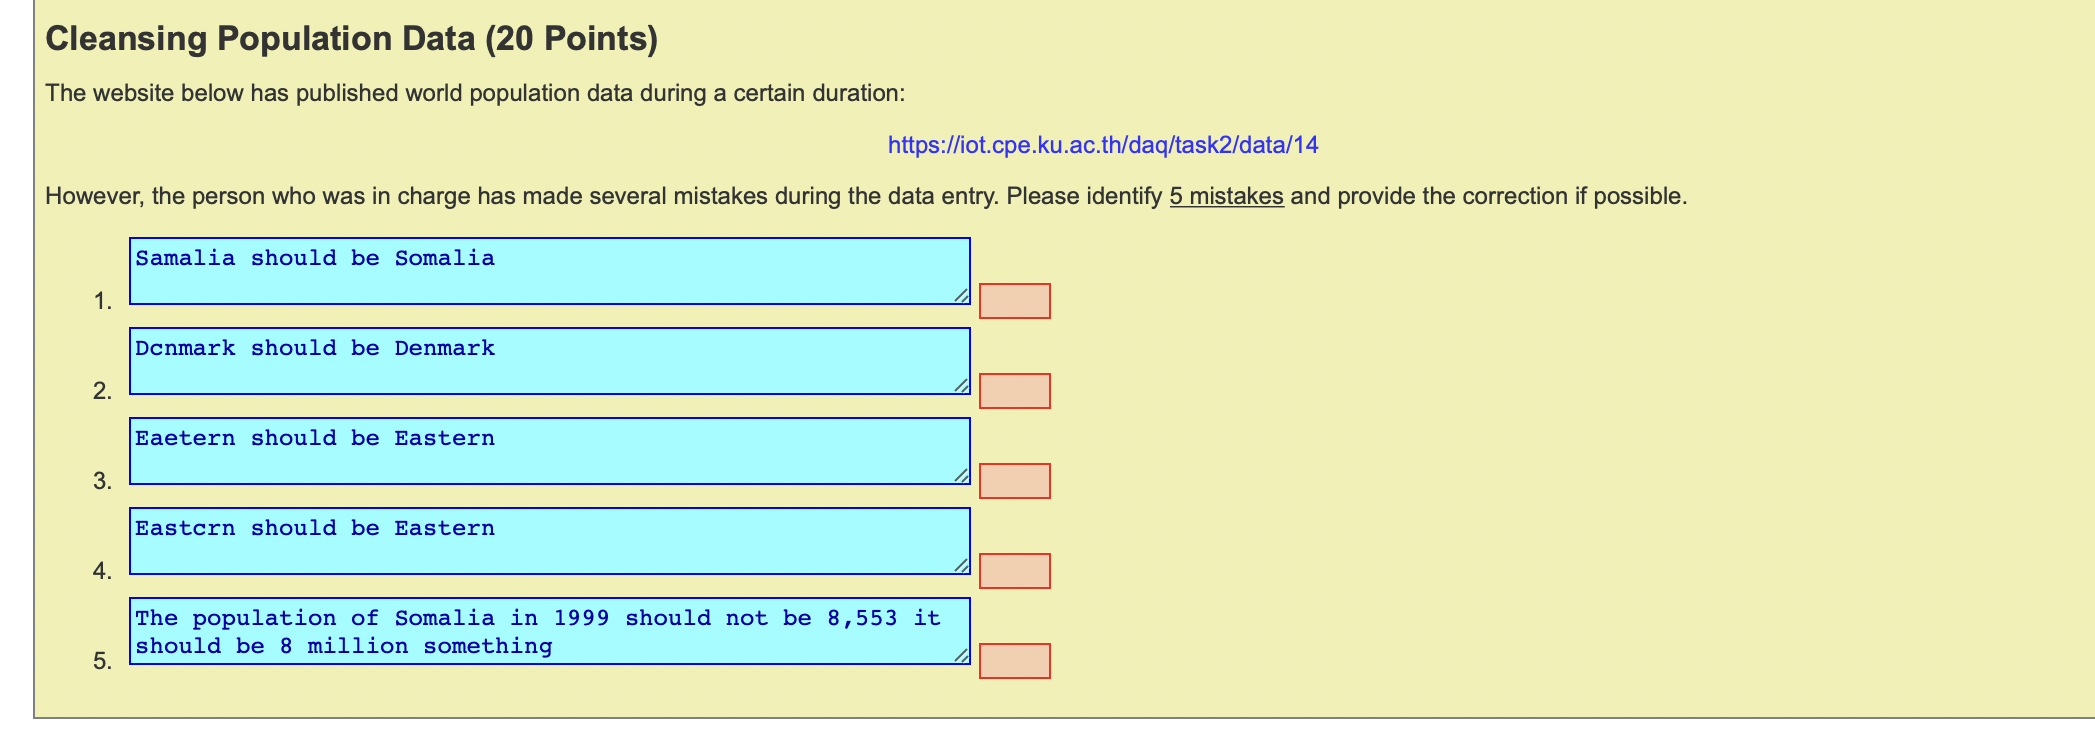 Cleansing Population Data (20 Points)
The website below has published world population data during a certain duration:
https://iot.cpe.ku.ac.th/daq/task2/data/14
However, the person who was in charge has made several mistakes during the data entry. Please identify 5 mistakes and provide the correction if possible.
Samalia should be Somalia
1.
Dcnmark should be Denmark
2.
Eaetern should be Eastern
3.
Eastcrn should be Eastern
4.
The population of Somalia in 1999 should not be 8,553 it
should be 8 million something
5.